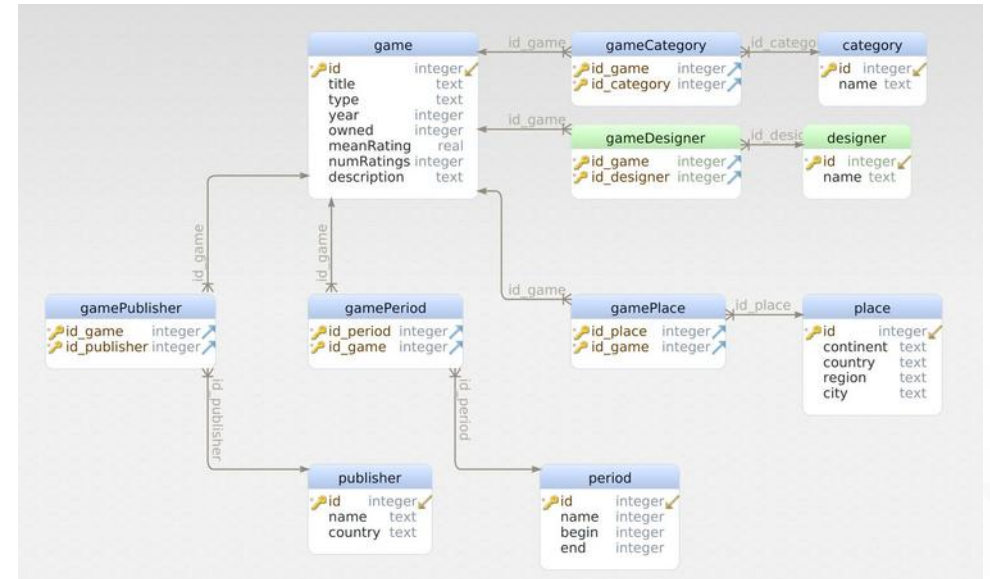 game
id integer
title text
type text
year integer
owned integer
meanRating real
numRatings integer
description text
id_game
gameCategory
id_game integer
id_category integer
id_catego
category
id integer
name text
id_game
gameDesigner
id_game integer
id_designer integer
id_desig
designer
id integer
name text
id_game
id_game
id_game
gamePublisher
id_game integer
id_publisher integer
gamePeriod
id_period integer
id_game integer
gamePlace
id_place integer
id_game integer
id_place
place
id integer
continent text
country text
region text
city text
id_publisher
id_period
publisher
id integer
name text
country text
period
id integer
name integer
begin integer
end integer